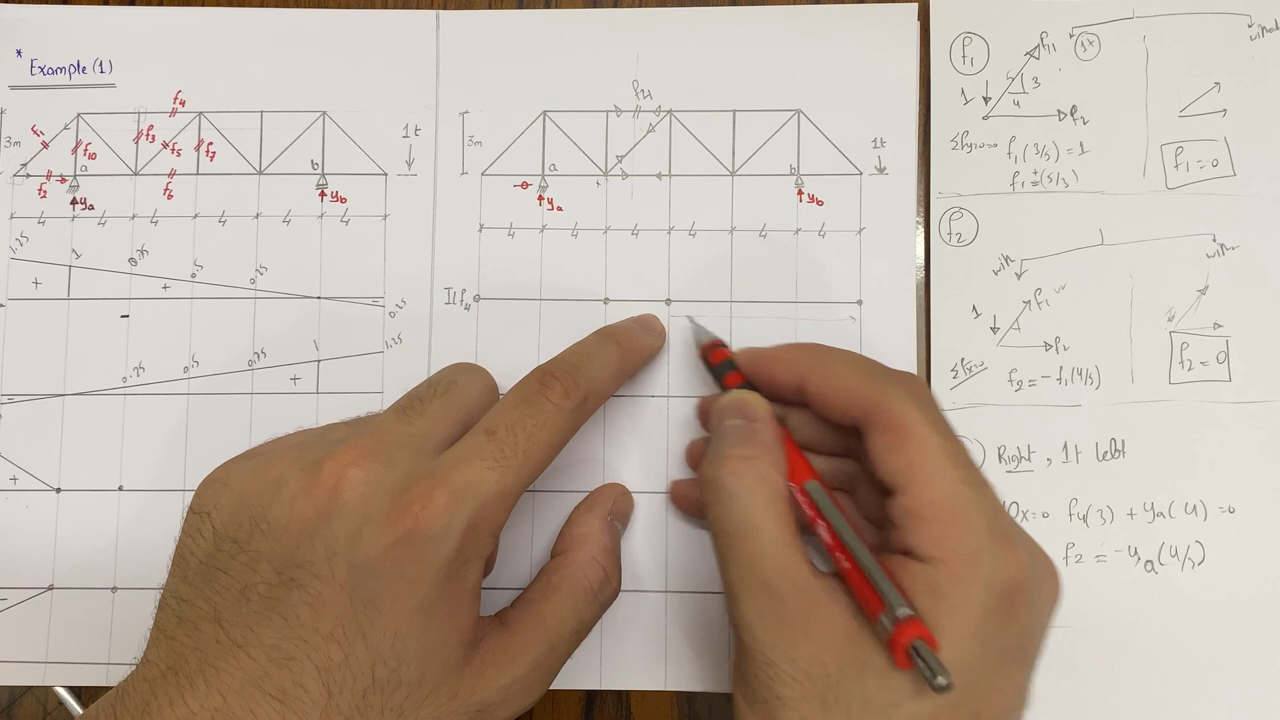 * Example (1)
f4
f1
f3
f10
f5
f7
3m
a
b
1t
f2
f6
ya
yb
4 4 4 4 4 4
1.25
1
0.75
0.5
0.25
+
+
-
0.25
-
0.25
0.5
0.75
1
1.25
+
-
+
-
f4
3m
a
b
1t
ya
yb
4 4 4 4 4 4
ILf4
f1
1t
f1
5
3
4
1
f2
ΣFy=0 f1(3/5)=1
f1=+(5/3)
f1=0
f2
with
1
f1
f2
ΣFx=0
f2=-f1(4/5)
f2=0
Right, 1t left
f4(3) + ya(4) =0
f2 = -ya(4/3)